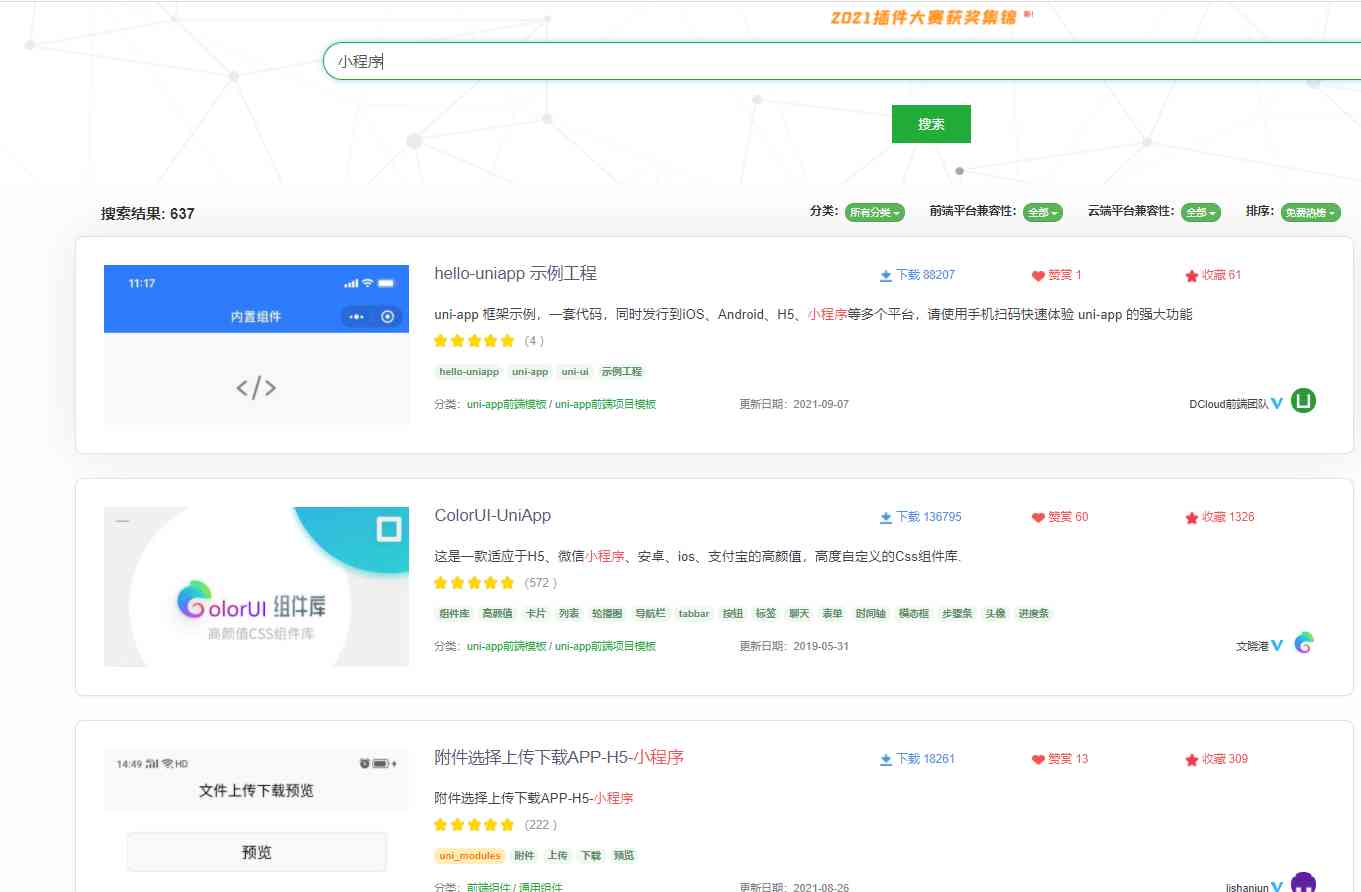 2021插件大赛获奖集锦
小程序
搜索
搜索结果: 637
分类: 所有分类 前端平台兼容性: 全部 云端平台兼容性: 全部 排序: 免费热榜
11:17
内置组件
</>
hello-uniapp 示例工程 下载 88207 赞赏 1 收藏 61
uni-app 框架示例，一套代码，同时发行到iOS、Android、H5、小程序等多个平台，请使用手机扫码快速体验 uni-app 的强大功能
(4 )
hello-uniapp uni-app uni-ui 示例工程
分类: uni-app前端模板 / uni-app前端项目模板 更新日期: 2021-09-07 DCloud前端团队
olorUI 组件库
高颜值CSS组件库
ColorUI-UniApp 下载 136795 赞赏 60 收藏 1326
这是一款适应于H5、微信小程序、安卓、ios、支付宝的高颜值，高度自定义的Css组件库.
(572 )
组件库 高颜值 卡片 列表 轮播图 导航栏 tabbar 按钮 标签 聊天 表单 时间轴 模态框 步骤条 头像 进度条
分类: uni-app前端模板 / uni-app前端项目模板 更新日期: 2019-05-31 文晓港
14:49 HD
文件上传下载预览
预览
附件选择上传下载APP-H5-小程序 下载 18261 赞赏 13 收藏 309
附件选择上传下载APP-H5-小程序
(222 )
uni_modules 附件 上传 下载 预览
分类: 前端组件 / 通用组件 更新日期: 2021-08-26 lishanjun